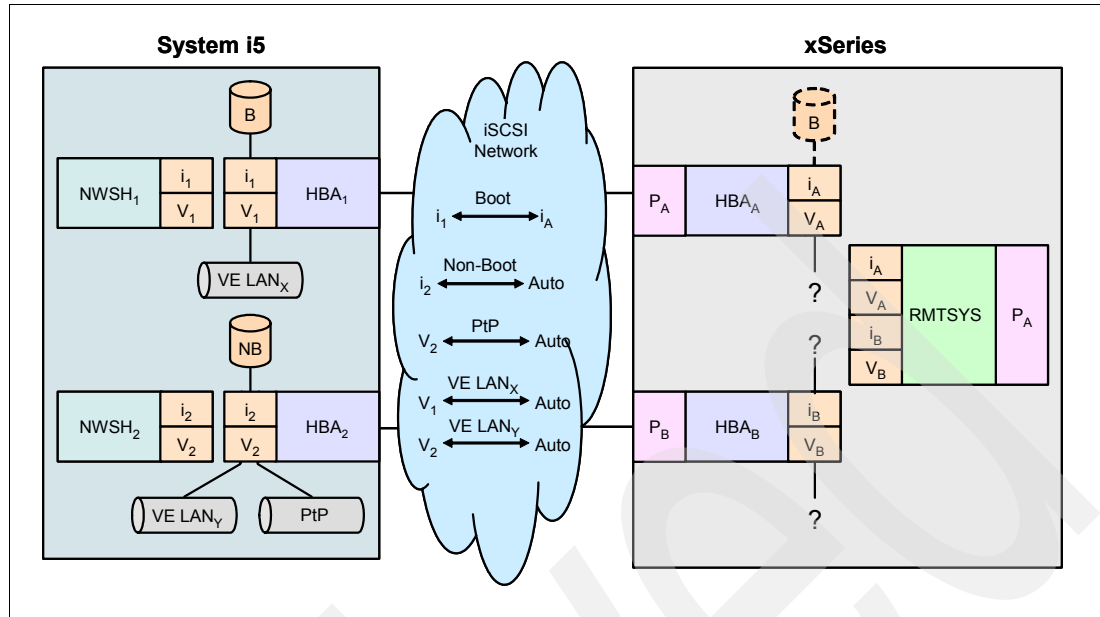 System i5
B
NWSH1
i1
V1
i1
V1
HBA1
VE LANX
NB
NWSH2
i2
V2
i2
V2
HBA2
VE LANY
PtP
iSCSI
Network
Boot
i1
iA
Non-Boot
i2
Auto
PtP
V2
Auto
VE LANX
V1
Auto
VE LANY
V2
Auto
xSeries
B
PA
HBAA
iA
VA
?
iA
VA
iB
VB
RMTSYS
PA
?
PB
HBAB
iB
VB
?